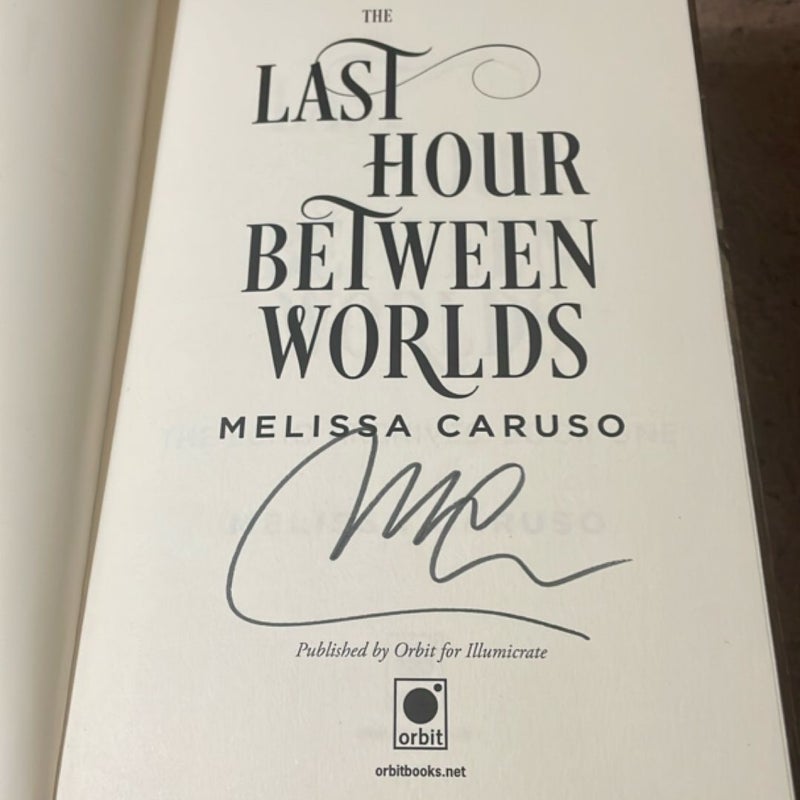 THE
LAST
HOUR
BETWEEN
WORLDS
MELISSA CARUSO
Published by Orbit for Illumicrate
orbit
orbitbooks.net